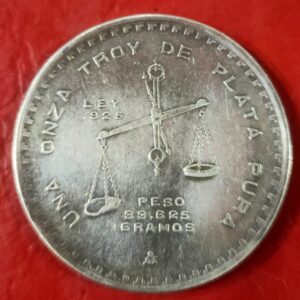 UNA ONZA TROY DE PLATA PURA
LEY
.925
PESO
33.625
GRAMOS